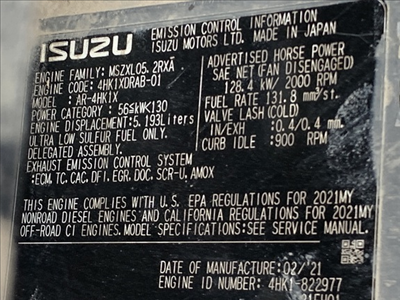 ISUZU
EMISSION CONTROL INFORMATION
ISUZU MOTORS LTD. MADE IN JAPAN
ENGINE FAMILY: MSZXL05.2RXA
ENGINE CODE: 4HK1XDRAB-01
MODEL: AR-4HK1X
POWER CATEGORY: 56≤kW<130
ENGINE DISPLACEMENT: 5.193Liters
ULTRA LOW SULFUR FUEL ONLY.
DELEGATED ASSEMBLY.
EXHAUST EMISSION CONTROL SYSTEM
:ECM, TC, CAC, DFI, EGR, DOC, SCR-U, AMOX
ADVERTISED HORSE POWER
SAE NET (FAN DISENGAGED)
128.4 kW/ 2000 RPM
FUEL RATE 131.8 mm³/st.
VALVE LASH (COLD)
IN/EXH : 0.4/0.4 mm
CURB IDLE : 900 RPM
THIS ENGINE COMPLIES WITH U.S. EPA REGULATIONS FOR 2021MY
NONROAD DIESEL ENGINES AND CALIFORNIA REGULATIONS FOR 2021MY
OFF-ROAD CI ENGINES. MODEL SPECIFICATIONS: SEE SERVICE MANUAL.
DATE OF MANUFACTURE: 02/'21
ENGINE NO.: 4HK1-822977